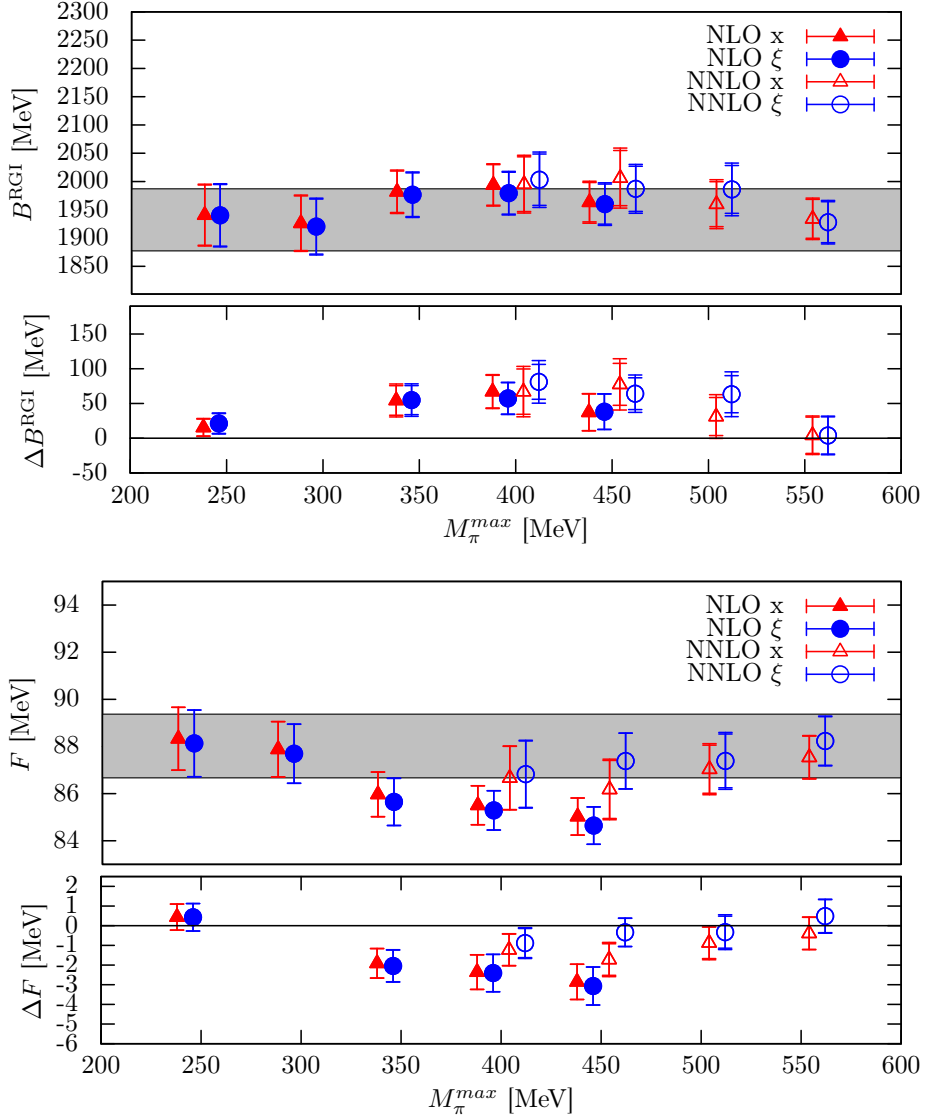 2300
2250
2200
2150
2100
2050
2000
1950
1900
1850
B^RGI [MeV]
NLO x
NLO ξ
NNLO x
NNLO ξ
150
100
50
0
-50
ΔB^RGI [MeV]
200 250 300 350 400 450 500 550 600
M_π^max [MeV]
94
92
90
88
86
84
F [MeV]
NLO x
NLO ξ
NNLO x
NNLO ξ
2
1
0
-1
-2
-3
-4
-5
-6
ΔF [MeV]
200 250 300 350 400 450 500 550 600
M_π^max [MeV]